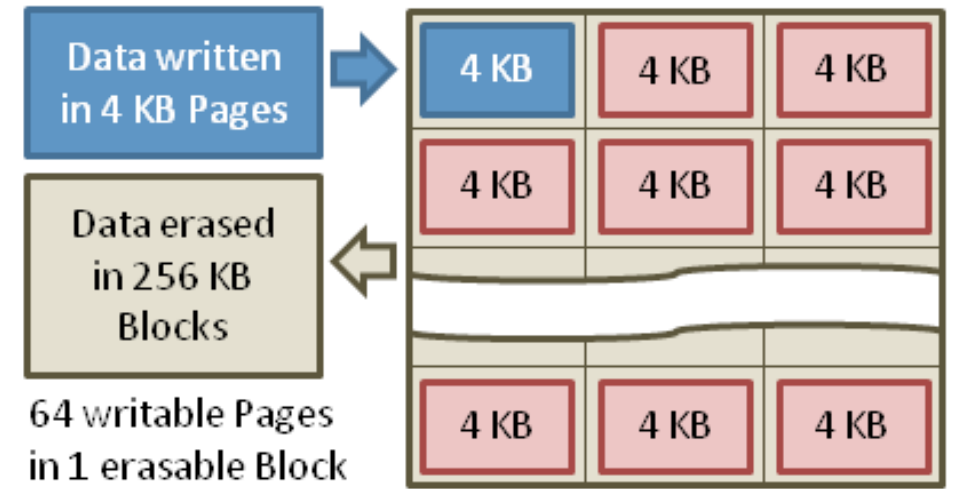 Data written
in 4 KB Pages
4 KB 4 KB 4 KB
4 KB 4 KB 4 KB
Data erased
in 256 KB
Blocks
64 writable Pages
in 1 erasable Block
4 KB 4 KB 4 KB